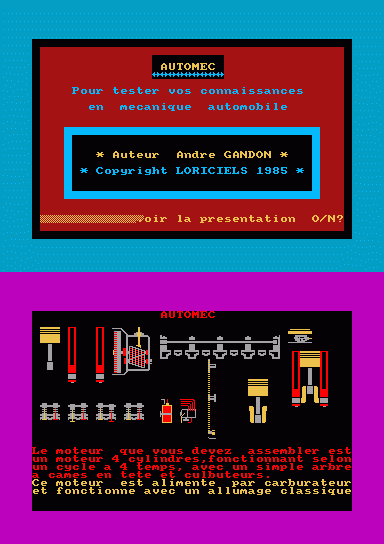 AUTOMEC
Pour tester vos connaissances
en mecanique automobile
* Auteur Andre GANDON *
* Copyright LORICIELS 1985 *
voir la presentation O/N?
AUTOMEC
Le moteur que vous devez assembler est
un moteur 4 cylindres,fonctionnant selon
un cycle a 4 temps, avec un simple arbre
a cames en tete et culbuteurs.
Ce moteur est alimente par carburateur
et fonctionne avec un allumage classique